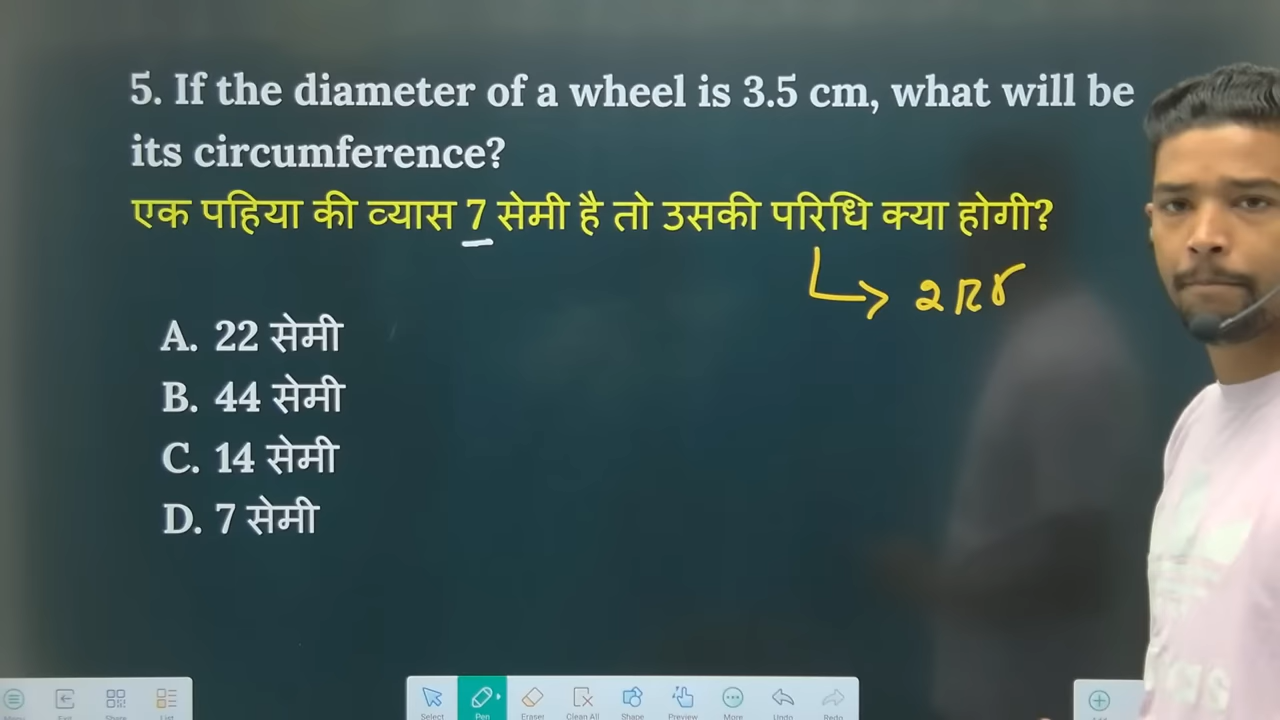 5. If the diameter of a wheel is 3.5 cm, what will be
its circumference?
एक पहिया की व्यास 7 सेमी है तो उसकी परिधि क्या होगी?
2πr
A. 22 सेमी
B. 44 सेमी
C. 14 सेमी
D. 7 सेमी
Select Pen Eraser Clean All Shape Preview More Undo Redo